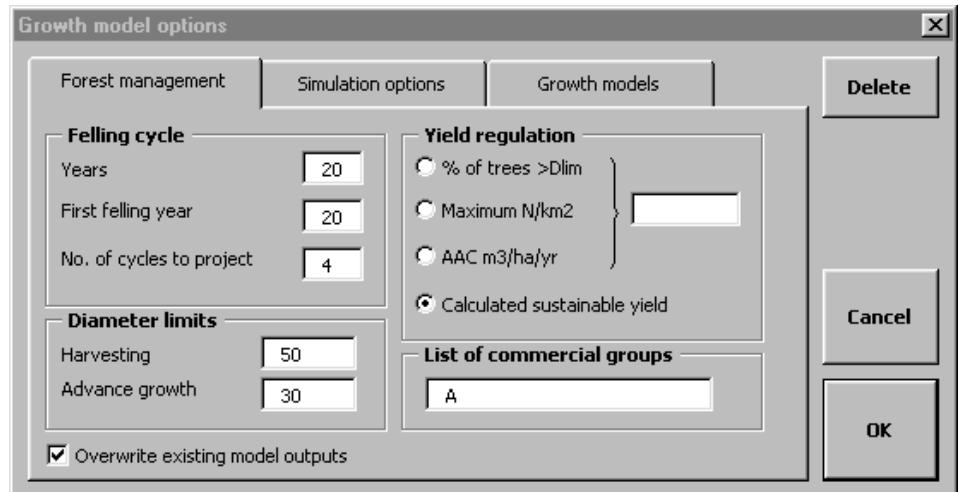 Growth model options
Forest management
Simulation options
Growth models
Felling cycle
Years 20
First felling year 20
No. of cycles to project 4
Diameter limits
Harvesting 50
Advance growth 30
Overwrite existing model outputs
Yield regulation
% of trees >Dlim
Maximum N/km2
AAC m3/ha/yr
Calculated sustainable yield
List of commercial groups
A
Delete
Cancel
OK